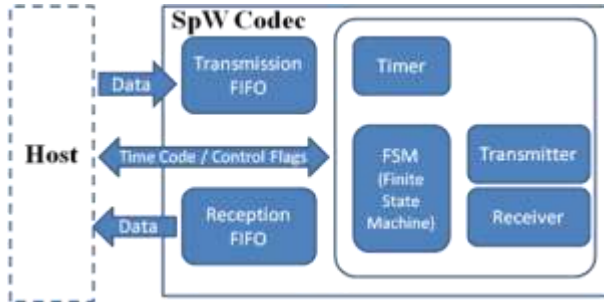 SpW Codec
Transmission
FIFO
Timer
Data
Host
Time Code / Control Flags
FSM
(Finite
State
Machine)
Transmitter
Receiver
Reception
FIFO
Data